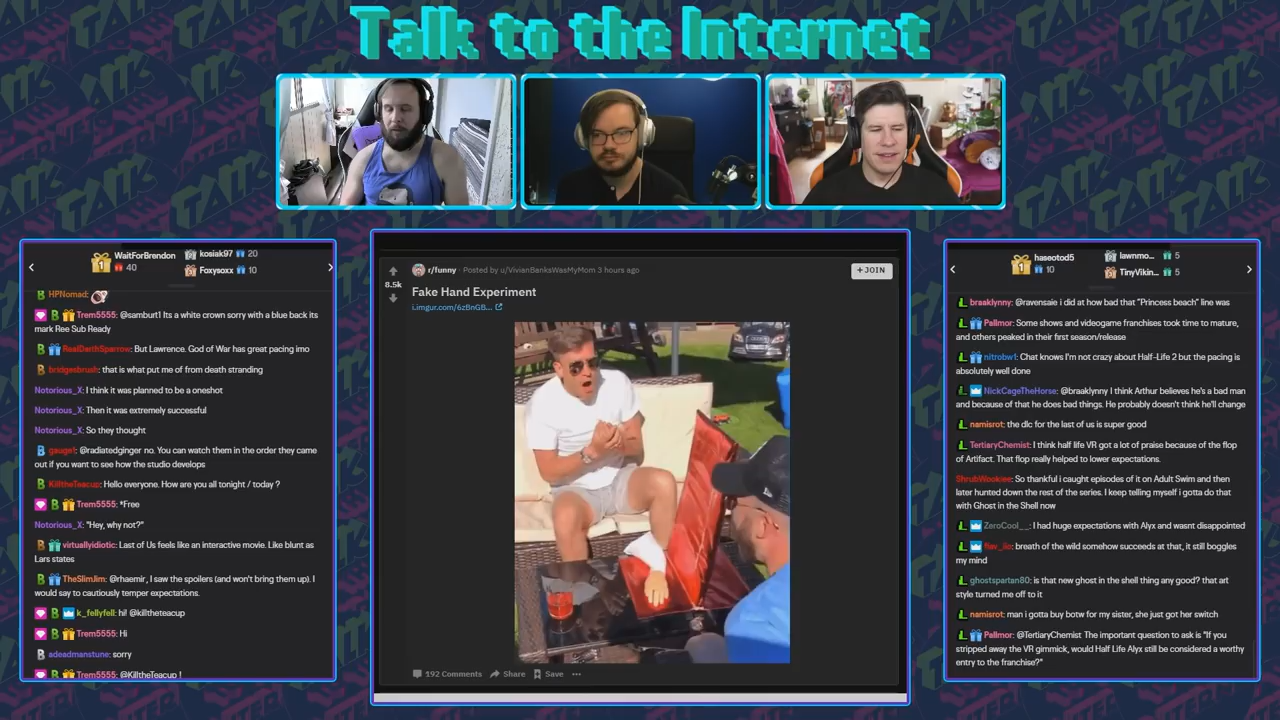 Talk to the Internet
WaitForBrendon
40
kosiak97 20
Foxysoxx 10
HPNomad:
Trem5555: @samburt1 Its a white crown sorry with a blue back its
mark Ree Sub Ready
RealDarthSparrow: But Lawrence. God of War has great pacing imo
bridgesbrush: that is what put me of from death stranding
Notorious_X: I think it was planned to be a oneshot
Notorious_X: Then it was extremely successful
Notorious_X: So they thought
gauge1: @radiatedginger no. You can watch them in the order they came
out if you want to see how the studio develops
KilltheTeacup: Hello everyone. How are you all tonight / today ?
Trem5555: *Free
Notorious_X: "Hey, why not?"
virtuallyidiotic: Last of Us feels like an interactive movie. Like blunt as
Lars states
TheSlimJim: @rhaemir, I saw the spoilers (and won't bring them up). I
would say to cautiously temper expectations.
k_fellyfell: hi! @killtheteacup
Trem5555: Hi
adeadmanstune: sorry
Trem5555: @KilltheTeacup !
8.5k
r/funny · Posted by u/VivianBanksWasMyMom 3 hours ago
JOIN
Fake Hand Experiment
i.imgur.com/6zBnGB...
192 Comments
Share
Save
haseotod5
10
lawnmo... 5
TinyVikin... 5
braaklynny: @ravensaie i did at how bad that "Princess beach" line was
Pallmor: Some shows and videogame franchises took time to mature,
and others peaked in their first season/release
nitrobw1: Chat knows I'm not crazy about Half-Life 2 but the pacing is
absolutely well done
NickCageTheHorse: @braaklynny I think Arthur believes he's a bad man
and because of that he does bad things. He probably doesn't think he'll change
namisrot: the dlc for the last of us is super good
TertiaryChemist: I think half life VR got a lot of praise because of the flop
of Artifact. That flop really helped to lower expectations.
ShrubWookiee: So thankful i caught episodes of it on Adult Swim and then
later hunted down the rest of the series. I keep telling myself i gotta do that
with Ghost in the Shell now
ZeroCool__: I had huge expectations with Alyx and wasnt disappointed
breath of the wild somehow succeeds at that, it still boggles
my mind
ghostspartan80: is that new ghost in the shell thing any good? that art
style turned me off to it
namisrot: man i gotta buy botw for my sister, she just got her switch
Pallmor: @TertiaryChemist The important question to ask is "If you
stripped away the VR gimmick, would Half Life Alyx still be considered a worthy
entry to the franchise?"